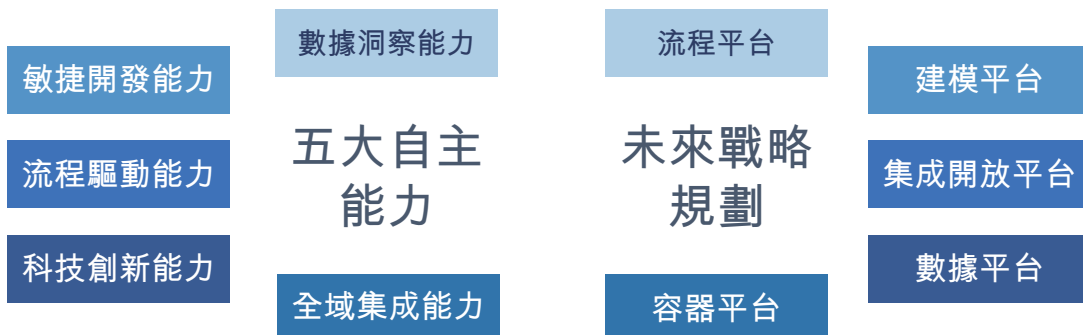 數據洞察能力
敏捷開發能力
流程驅動能力
科技創新能力
五大自主
能力
全域集成能力
流程平台
未來戰略
規劃
建模平台
集成開放平台
數據平台
容器平台